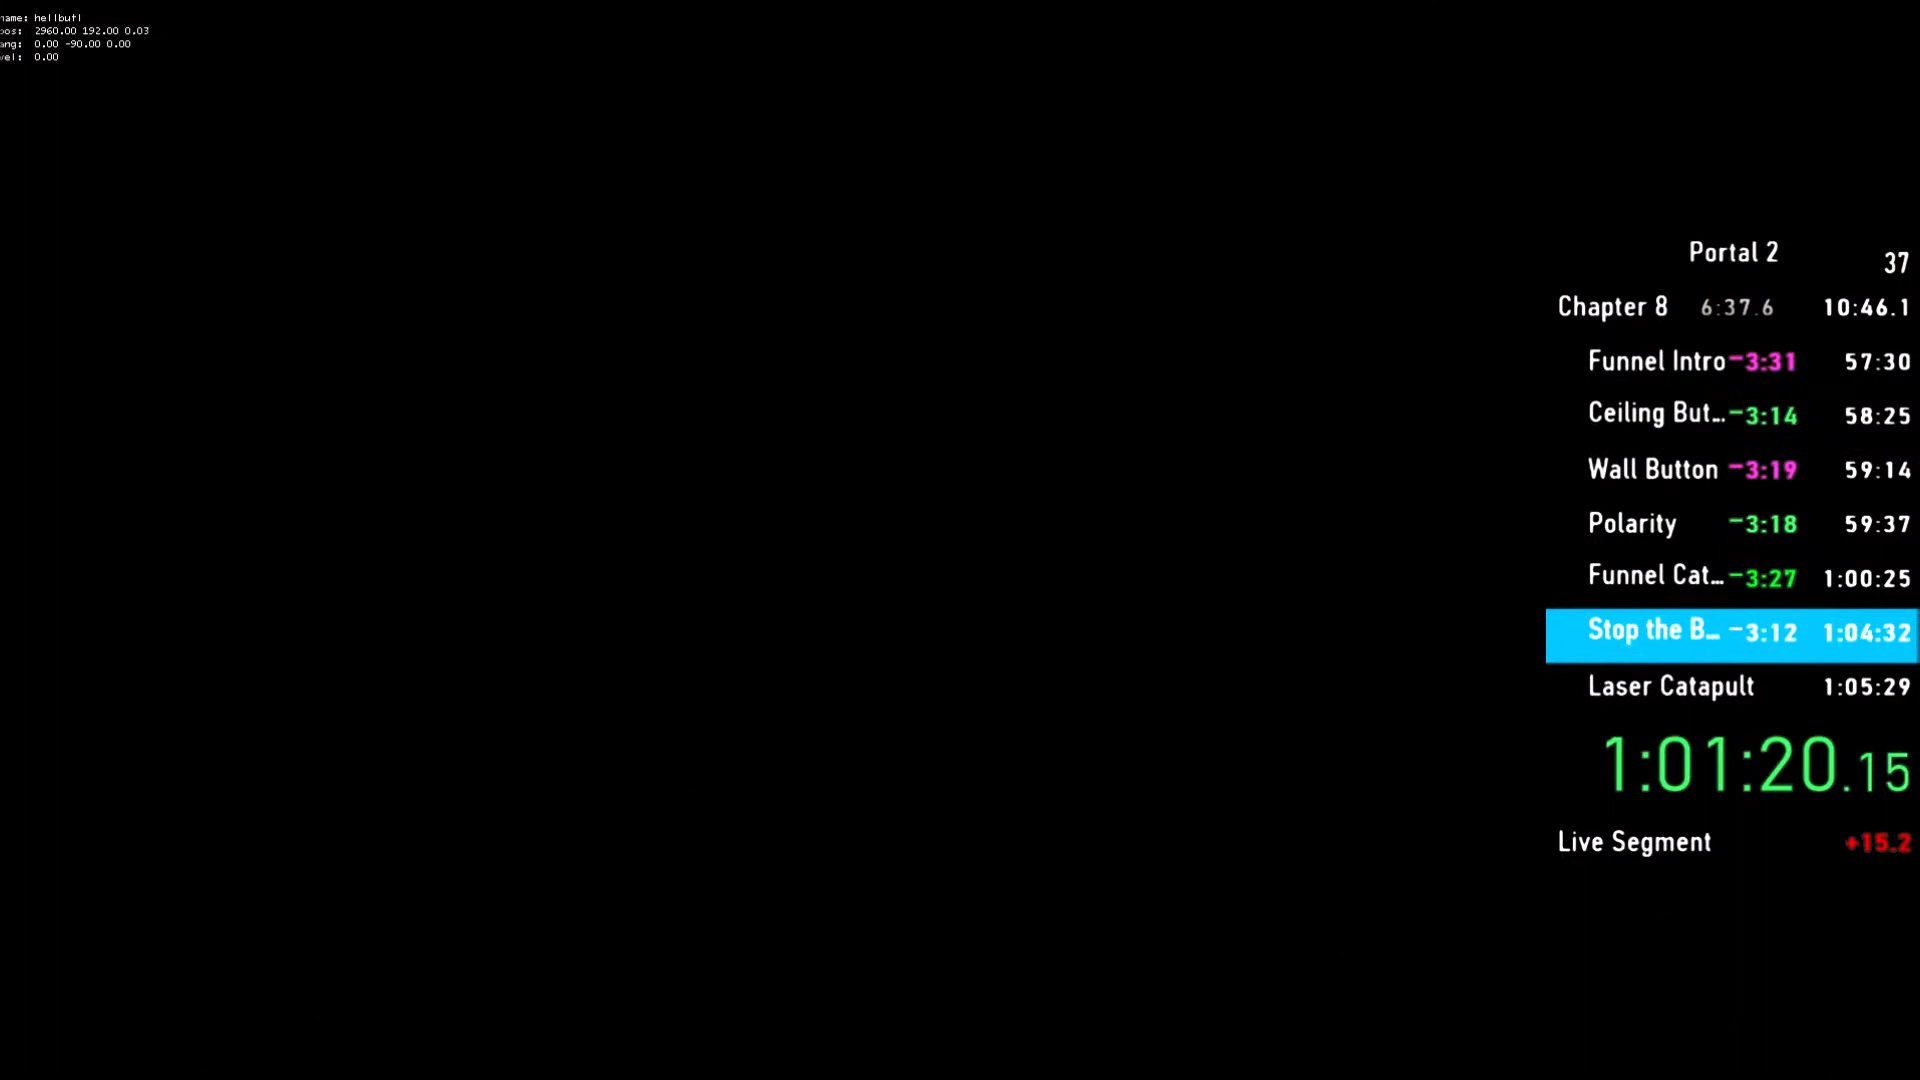 name: hellbutl
pos: 2960.00 192.00 0.03
ang: 0.00 -90.00 0.00
vel: 0.00
Portal 2
37
Chapter 8 6:37.6 10:46.1
Funnel Intro -3:31 57:30
Ceiling But... -3:14 58:25
Wall Button -3:19 59:14
Polarity -3:18 59:37
Funnel Cat... -3:27 1:00:25
Stop the B... -3:12 1:04:32
Laser Catapult 1:05:29
1:01:20.15
Live Segment +15.2